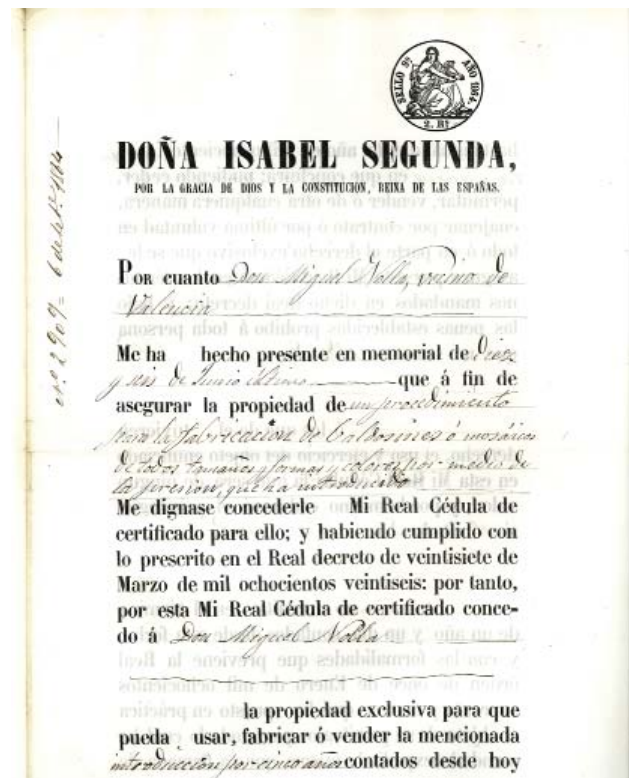 SELLO 9º AÑO 1864.
2. Rˢ
nº 2907= 6 de
DOÑA ISABEL SEGUNDA,
POR LA GRACIA DE DIOS Y LA CONSTITUCION, REINA DE LAS ESPAÑAS.
POR cuanto Don Miguel Nolla, vecino de
Valencia
Me ha hecho presente en memorial de Diez
y seis de Junio último que á fin de
asegurar la propiedad de un procedimiento
para la fabricacion de Baldosines ó mosáicos
de todos tamaños, formas y colores por medio de
la presion, que ha introducido
Me dignase concederle Mi Real Cédula de
certificado para ello; y habiendo cumplido con
lo prescrito en el Real decreto de veintisiete de
Marzo de mil ochocientos veintiseis: por tanto,
por esta Mi Real Cédula de certificado conce-
do á Don Miguel Nolla
la propiedad exclusiva para que
pueda usar, fabricar ó vender la mencionada
introduccion por cinco años contados desde hoy